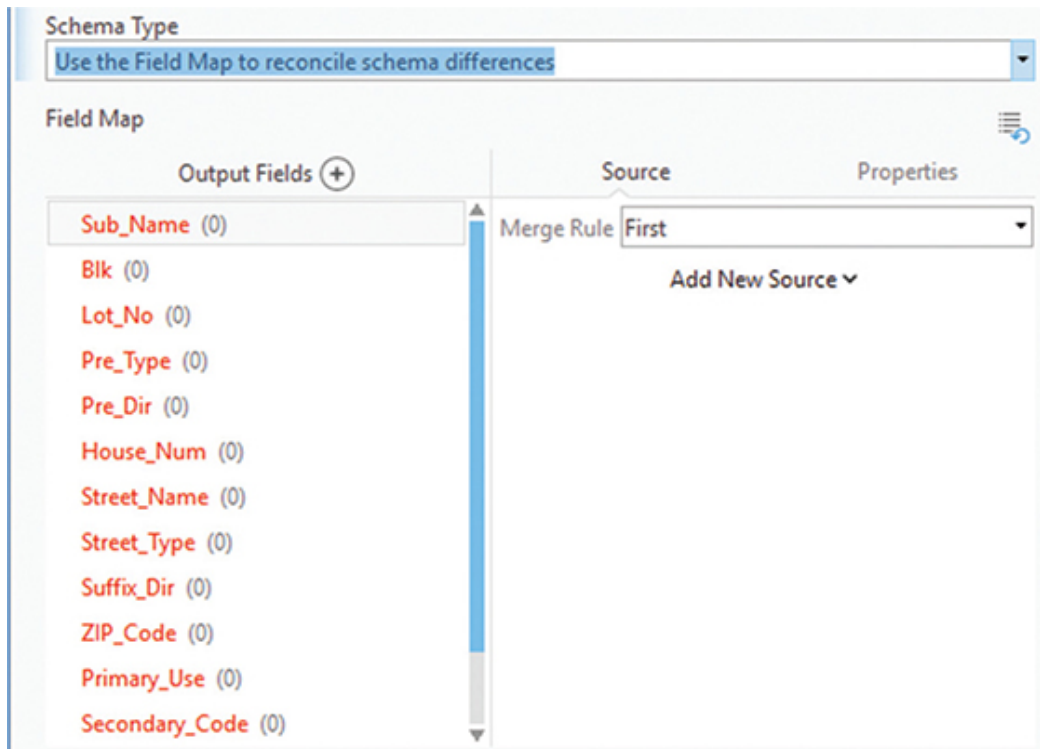 Schema Type
Use the Field Map to reconcile schema differences
Field Map
Output Fields
Source
Properties
Sub_Name (0)
Merge Rule First
Blk (0)
Add New Source
Lot_No (0)
Pre_Type (0)
Pre_Dir (0)
House_Num (0)
Street_Name (0)
Street_Type (0)
Suffix_Dir (0)
ZIP_Code (0)
Primary_Use (0)
Secondary_Code (0)